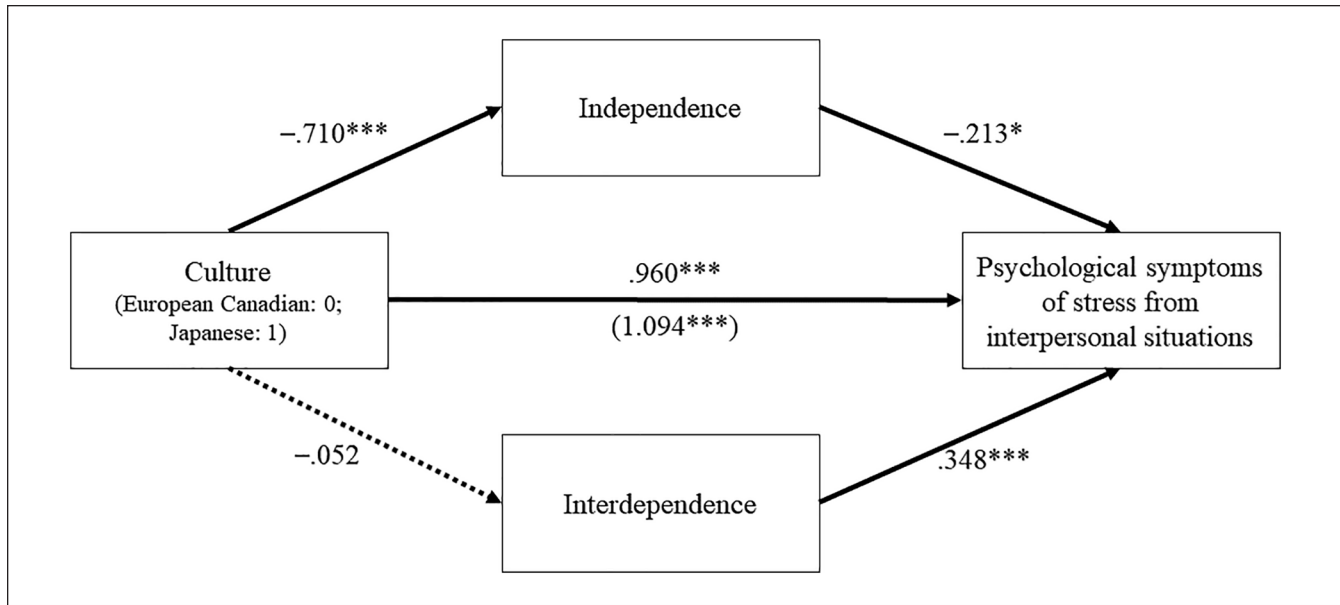 Independence
−.710***
−.213*
Culture
(European Canadian: 0;
Japanese: 1)
.960***
(1.094***)
Psychological symptoms
of stress from
interpersonal situations
−.052
.348***
Interdependence